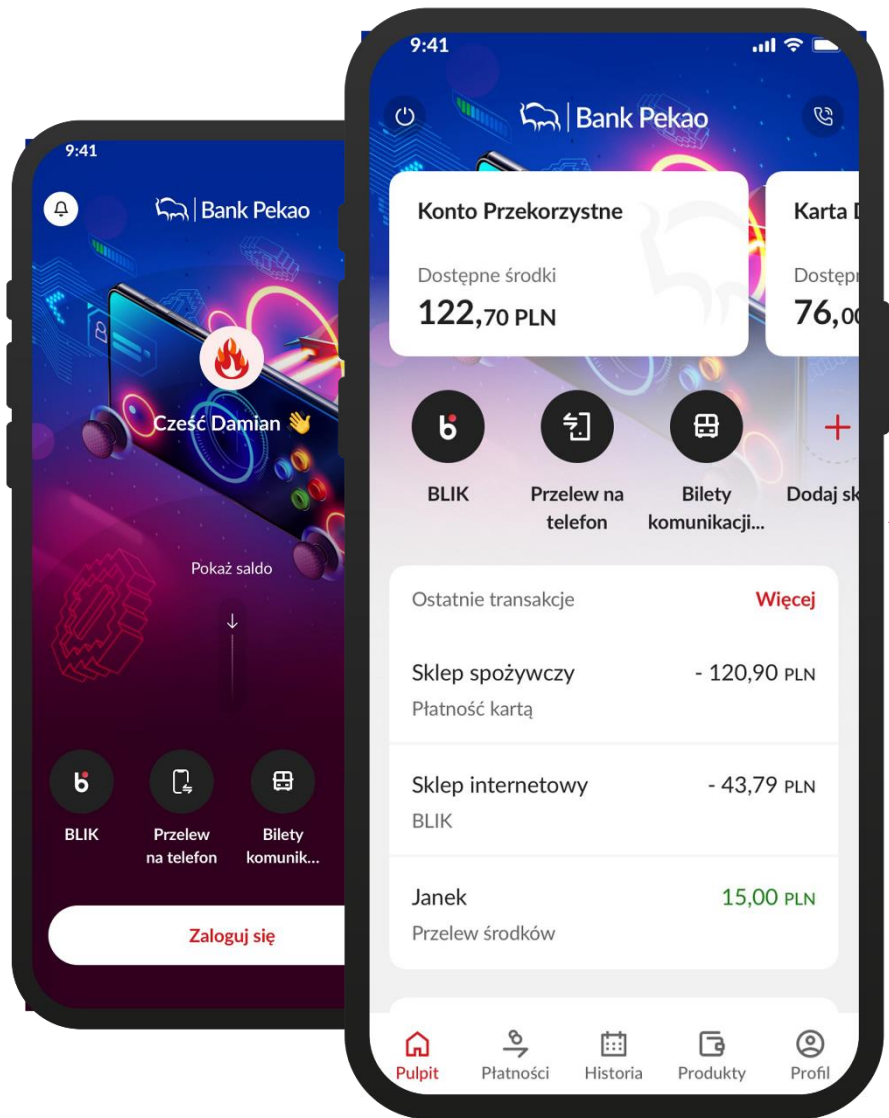 9:41
Bank Pekao
Cześć Damian
Pokaż saldo
BLIK
Przelew
na telefon
Bilety
komunik...
Zaloguj się
9:41
Bank Pekao
Konto Przekorzystne
Dostępne środki
122,70 PLN
Karta
76,
BLIK
Przelew na
telefon
Bilety
komunikacji...
Dodaj
Ostatnie transakcje
Więcej
Sklep spożywczy
- 120,90 PLN
Płatność kartą
Sklep internetowy
- 43,79 PLN
BLIK
Janek
15,00 PLN
Przelew środków
Pulpit
Płatności
Historia
Produkty
Profil